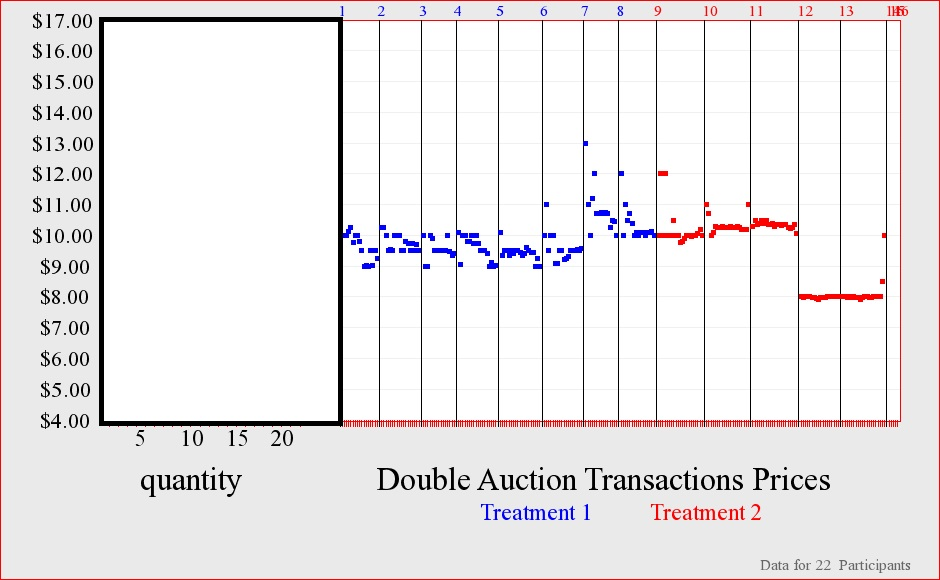 1 2 3 4 5 6 7 8 9 10 11 12 13
$17.00
$16.00
$15.00
$14.00
$13.00
$12.00
$11.00
$10.00
$9.00
$8.00
$7.00
$6.00
$5.00
$4.00
5 10 15 20
quantity
Double Auction Transactions Prices
Treatment 1 Treatment 2
Data for 22 Participants